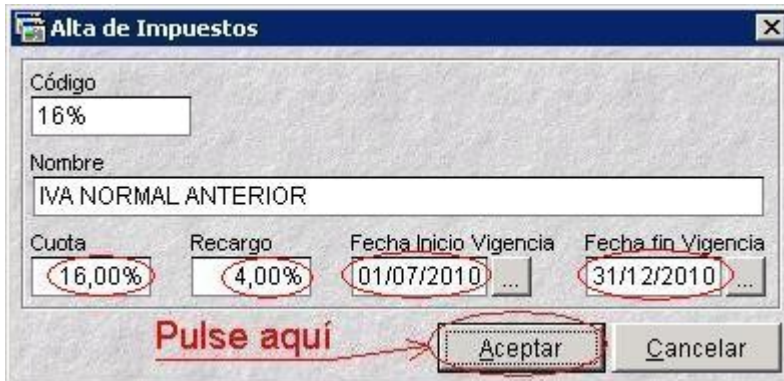 Alta de Impuestos
Código
16%
Nombre
IVA NORMAL ANTERIOR
Cuota Recargo Fecha Inicio Vigencia Fecha fin Vigencia
16,00% 4,00% 01/07/2010 ... 31/12/2010 ...
Pulse aquí Aceptar Cancelar